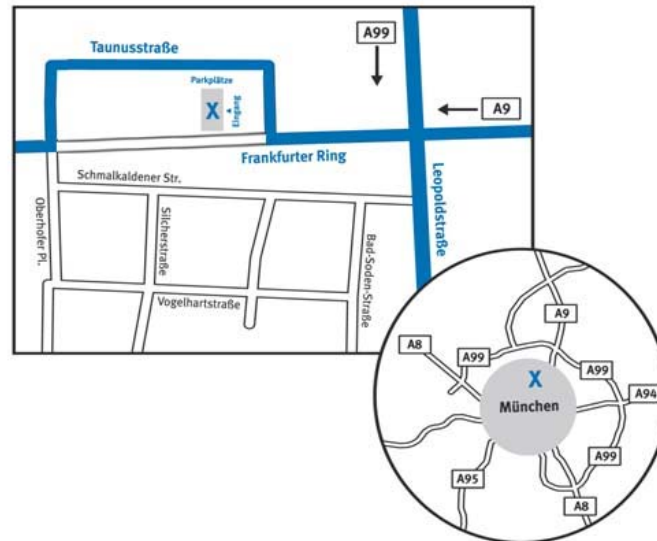 A99
Taunusstraße
Parkplätze
X
Eingang
A9
Frankfurter Ring
Leopoldstraße
Schmalkaldener Str.
Oberhofer Pl.
Silcherstraße
Bad-Soden-Straße
Vogelhartstraße
A9
A8
A99
A99
X
A94
München
A99
A95
A8